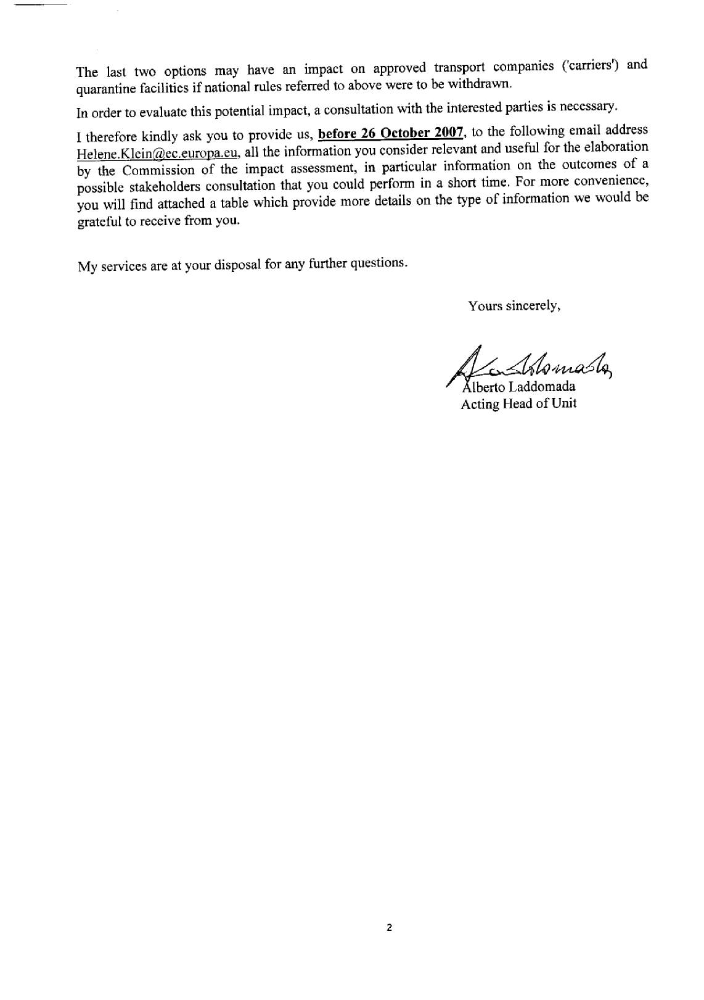 The last two options may have an impact on approved transport companies ('carriers') and
quarantine facilities if national rules referred to above were to be withdrawn.
In order to evaluate this potential impact, a consultation with the interested parties is necessary.
I therefore kindly ask you to provide us, before 26 October 2007, to the following email address
Helene.Klein@ec.europa.eu, all the information you consider relevant and useful for the elaboration
by the Commission of the impact assessment, in particular information on the outcomes of a
possible stakeholders consultation that you could perform in a short time. For more convenience,
you will find attached a table which provide more details on the type of information we would be
grateful to receive from you.
My services are at your disposal for any further questions.
Yours sincerely,
Alberto Laddomada
Acting Head of Unit
2